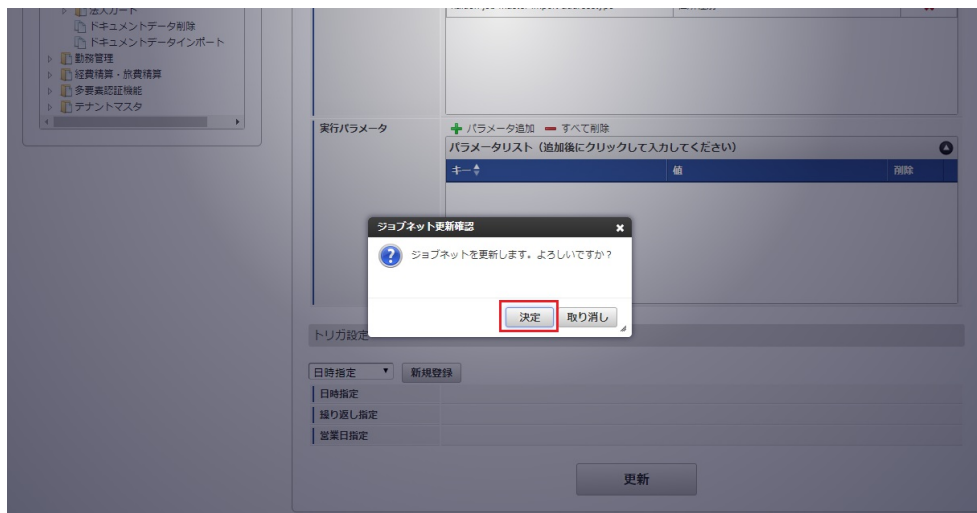 法人カード
ドキュメントデータ削除
ドキュメントデータインポート
勤務管理
経費積算・旅費積算
多要素認証機能
テナントマスタ
実行パラメータ
パラメータ追加 すべて削除
パラメータリスト（追加後にクリックして入力してください）
キー 値 削除
ジョブネット更新確認
ジョブネットを更新します。よろしいですか？
決定 取り消し
トリガ設定
日時指定 新規登録
日時指定
繰り返し指定
営業日指定
更新